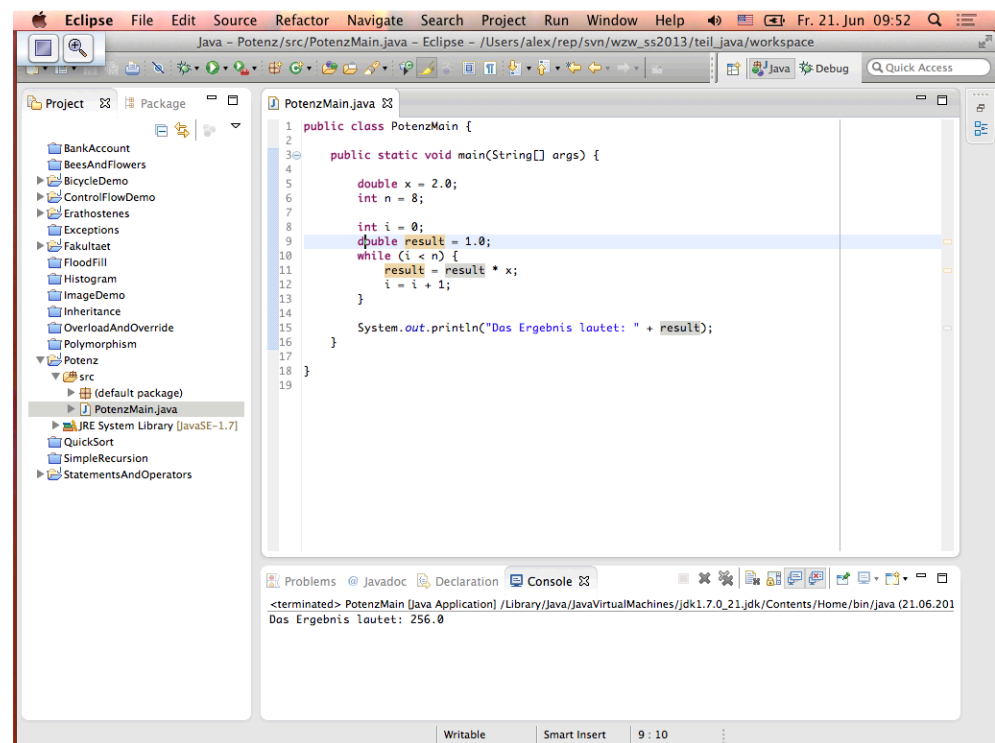 Eclipse File Edit Source Refactor Navigate Search Project Run Window Help Fr. 21. Jun 09:52
Java – Potenz/src/PotenzMain.java – Eclipse – /Users/alex/rep/svn/wzw_ss2013/teil_java/workspace
Java Debug Quick Access
Project Package
BankAccount
BeesAndFlowers
BicycleDemo
ControlFlowDemo
Erathostenes
Exceptions
Fakultaet
FloodFill
Histogram
ImageDemo
Inheritance
OverloadAndOverride
Polymorphism
Potenz
src
(default package)
PotenzMain.java
JRE System Library [JavaSE-1.7]
QuickSort
SimpleRecursion
StatementsAndOperators
PotenzMain.java
1 public class PotenzMain {
2
3 public static void main(String[] args) {
4
5 double x = 2.0;
6 int n = 8;
7
8 int i = 0;
9 double result = 1.0;
10 while (i < n) {
11 result = result * x;
12 i = i + 1;
13 }
14
15 System.out.println("Das Ergebnis lautet: " + result);
16 }
17
18 }
19
Problems @ Javadoc Declaration Console
<terminated> PotenzMain [Java Application] /Library/Java/JavaVirtualMachines/jdk1.7.0_21.jdk/Contents/Home/bin/java (21.06.201
Das Ergebnis lautet: 256.0
Writable Smart Insert 9 : 10